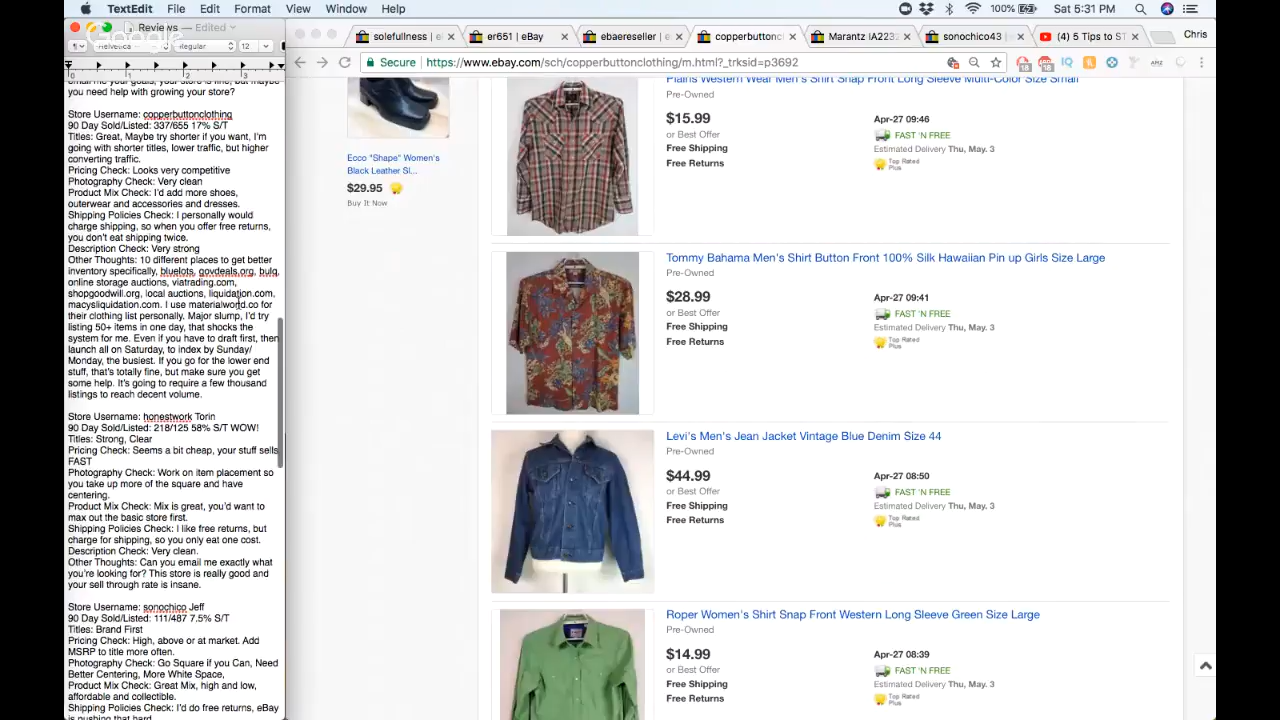 TextEdit File Edit Format View Window Help
100%
Sat 5:31 PM
Reviews — Edited
Google
Helvetica Regular 12
0 1 2 3
you need help with growing your store?
Store Username: copperbuttonclothing
90 Day Sold/Listed: 337/655 17% S/T
Titles: Great, Maybe try shorter if you want, I'm
going with shorter titles, lower traffic, but higher
converting traffic.
Pricing Check: Looks very competitive
Photography Check: Very clean
Product Mix Check: I'd add more shoes,
outerwear and accessories and dresses.
Shipping Policies Check: I personally would
charge shipping, so when you offer free returns,
you don't eat shipping twice.
Description Check: Very strong
Other Thoughts: 10 different places to get better
inventory specifically, bluelots, govdeals.org, bulq,
online storage auctions, viatrading.com,
shopgoodwill.org, local auctions, liquidation.com,
macysliquidation.com. I use materialworld.co for
their clothing list personally. Major slump, I'd try
listing 50+ items in one day, that shocks the
system for me. Even if you have to draft first, then
launch all on Saturday, to index by Sunday/
Monday, the busiest. If you go for the lower end
stuff, that's totally fine, but make sure you get
some help. It's going to require a few thousand
listings to reach decent volume.
Store Username: honestwork Torin
90 Day Sold/Listed: 218/125 58% S/T WOW!
Titles: Strong, Clear
Pricing Check: Seems a bit cheap, your stuff sells
FAST
Photography Check: Work on item placement so
you take up more of the square and have
centering.
Product Mix Check: Mix is great, you'd want to
max out the basic store first.
Shipping Policies Check: I like free returns, but
charge for shipping, so you only eat one cost.
Description Check: Very clean.
Other Thoughts: Can you email me exactly what
you're looking for? This store is really good and
your sell through rate is insane.
Store Username: sonochico Jeff
90 Day Sold/Listed: 111/487 7.5% S/T
Titles: Brand First
Pricing Check: High, above or at market. Add
MSRP to title more often.
Photography Check: Go Square if you Can, Need
Better Centering, More White Space,
Product Mix Check: Great Mix, high and low,
affordable and collectible.
Shipping Policies Check: I'd do free returns, eBay
is pushing that hard.
solefullness | e
er651 | eBay
ebaereseller | e
copperbuttonc
Marantz IA223
sonochico43 |
(4) 5 Tips to ST
Chris
Secure https://www.ebay.com/sch/copperbuttonclothing/m.html?_trksid=p3692
18 18
Ecco "Shape" Women's
Black Leather Sl...
$29.95
Buy It Now
Plains Western Wear Men's Shirt Snap Front Long Sleeve Multi-Color Size Small
Pre-Owned
$15.99 Apr-27 09:46
or Best Offer FAST 'N FREE
Free Shipping Estimated Delivery Thu, May. 3
Free Returns Top Rated
Plus
Tommy Bahama Men's Shirt Button Front 100% Silk Hawaiian Pin up Girls Size Large
Pre-Owned
$28.99 Apr-27 09:41
or Best Offer FAST 'N FREE
Free Shipping Estimated Delivery Thu, May. 3
Free Returns Top Rated
Plus
Levi's Men's Jean Jacket Vintage Blue Denim Size 44
Pre-Owned
$44.99 Apr-27 08:50
or Best Offer FAST 'N FREE
Free Shipping Estimated Delivery Thu, May. 3
Free Returns Top Rated
Plus
Roper Women's Shirt Snap Front Western Long Sleeve Green Size Large
Pre-Owned
$14.99 Apr-27 08:39
or Best Offer FAST 'N FREE
Free Shipping Estimated Delivery Thu, May. 3
Free Returns Top Rated
Plus